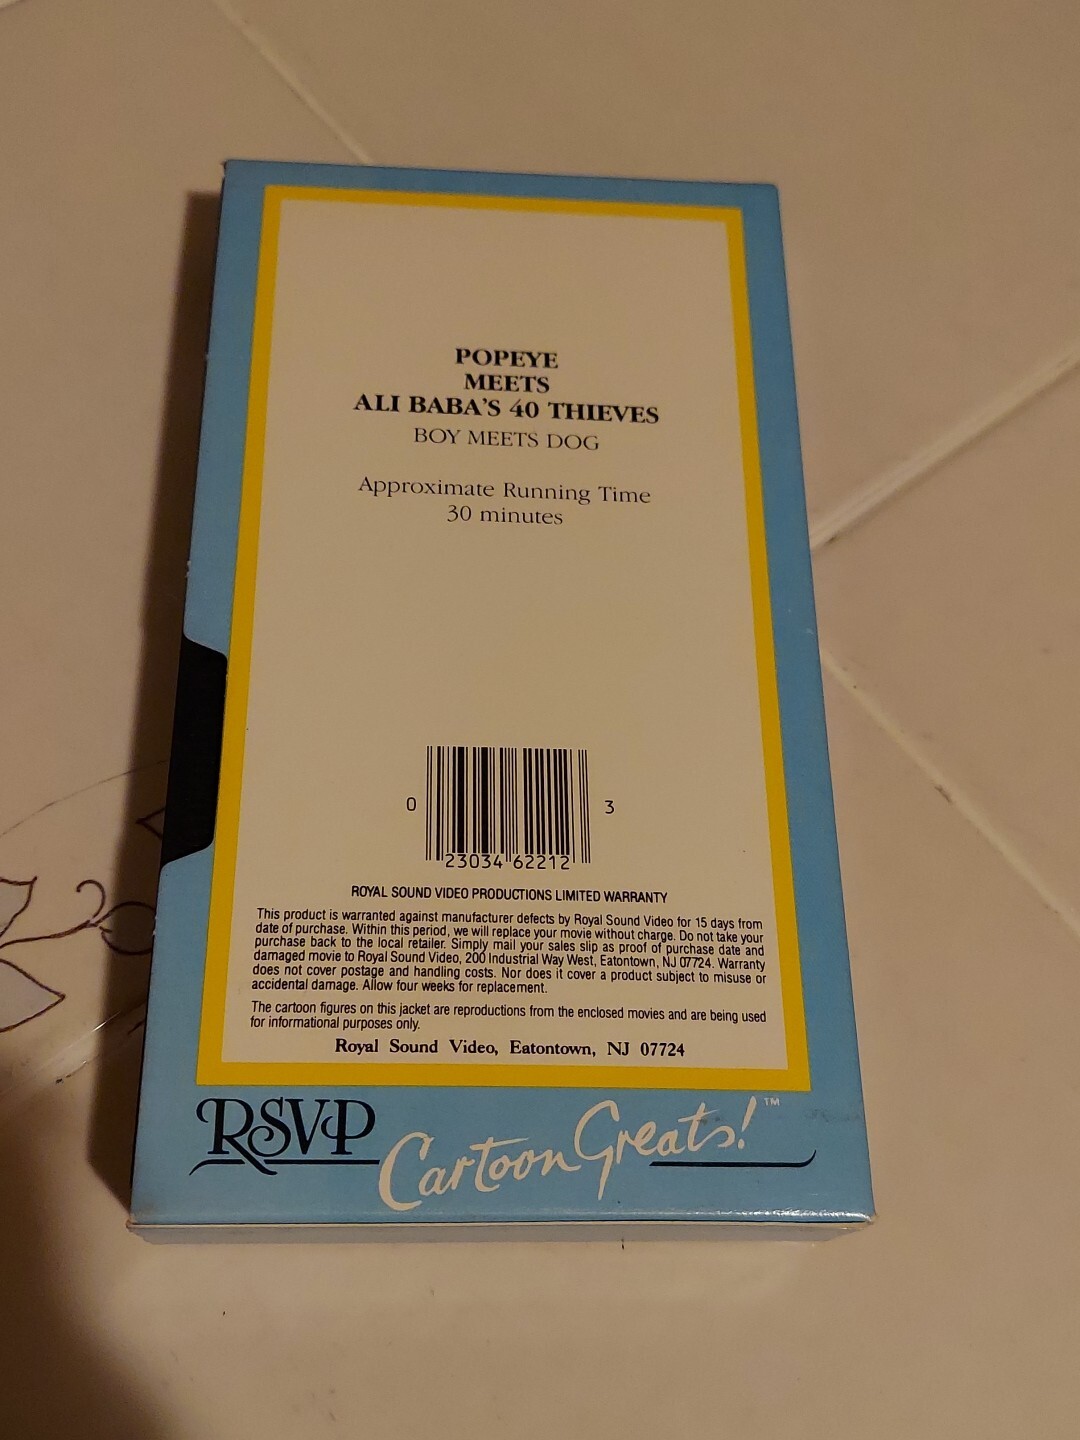 POPEYE
MEETS
ALI BABA'S 40 THIEVES
BOY MEETS DOG
Approximate Running Time
30 minutes
0 23034 62212 3
ROYAL SOUND VIDEO PRODUCTIONS LIMITED WARRANTY
This product is warranted against manufacturer defects by Royal Sound Video for 15 days from
date of purchase. Within this period, we will replace your movie without charge. Do not take your
purchase back to the local retailer. Simply mail your sales slip as proof of purchase date and
damaged movie to Royal Sound Video, 200 Industrial Way West, Eatontown, NJ 07724. Warranty
does not cover postage and handling costs. Nor does it cover a product subject to misuse or
accidental damage. Allow four weeks for replacement.
The cartoon figures on this jacket are reproductions from the enclosed movies and are being used
for informational purposes only.
Royal Sound Video, Eatontown, NJ 07724
RSVP Cartoon Greats!™